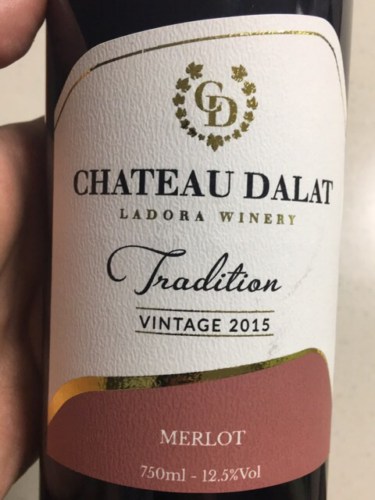 CD
CHATEAU DALAT
LADORA WINERY
Tradition
VINTAGE 2015
MERLOT
750ml - 12.5%Vol